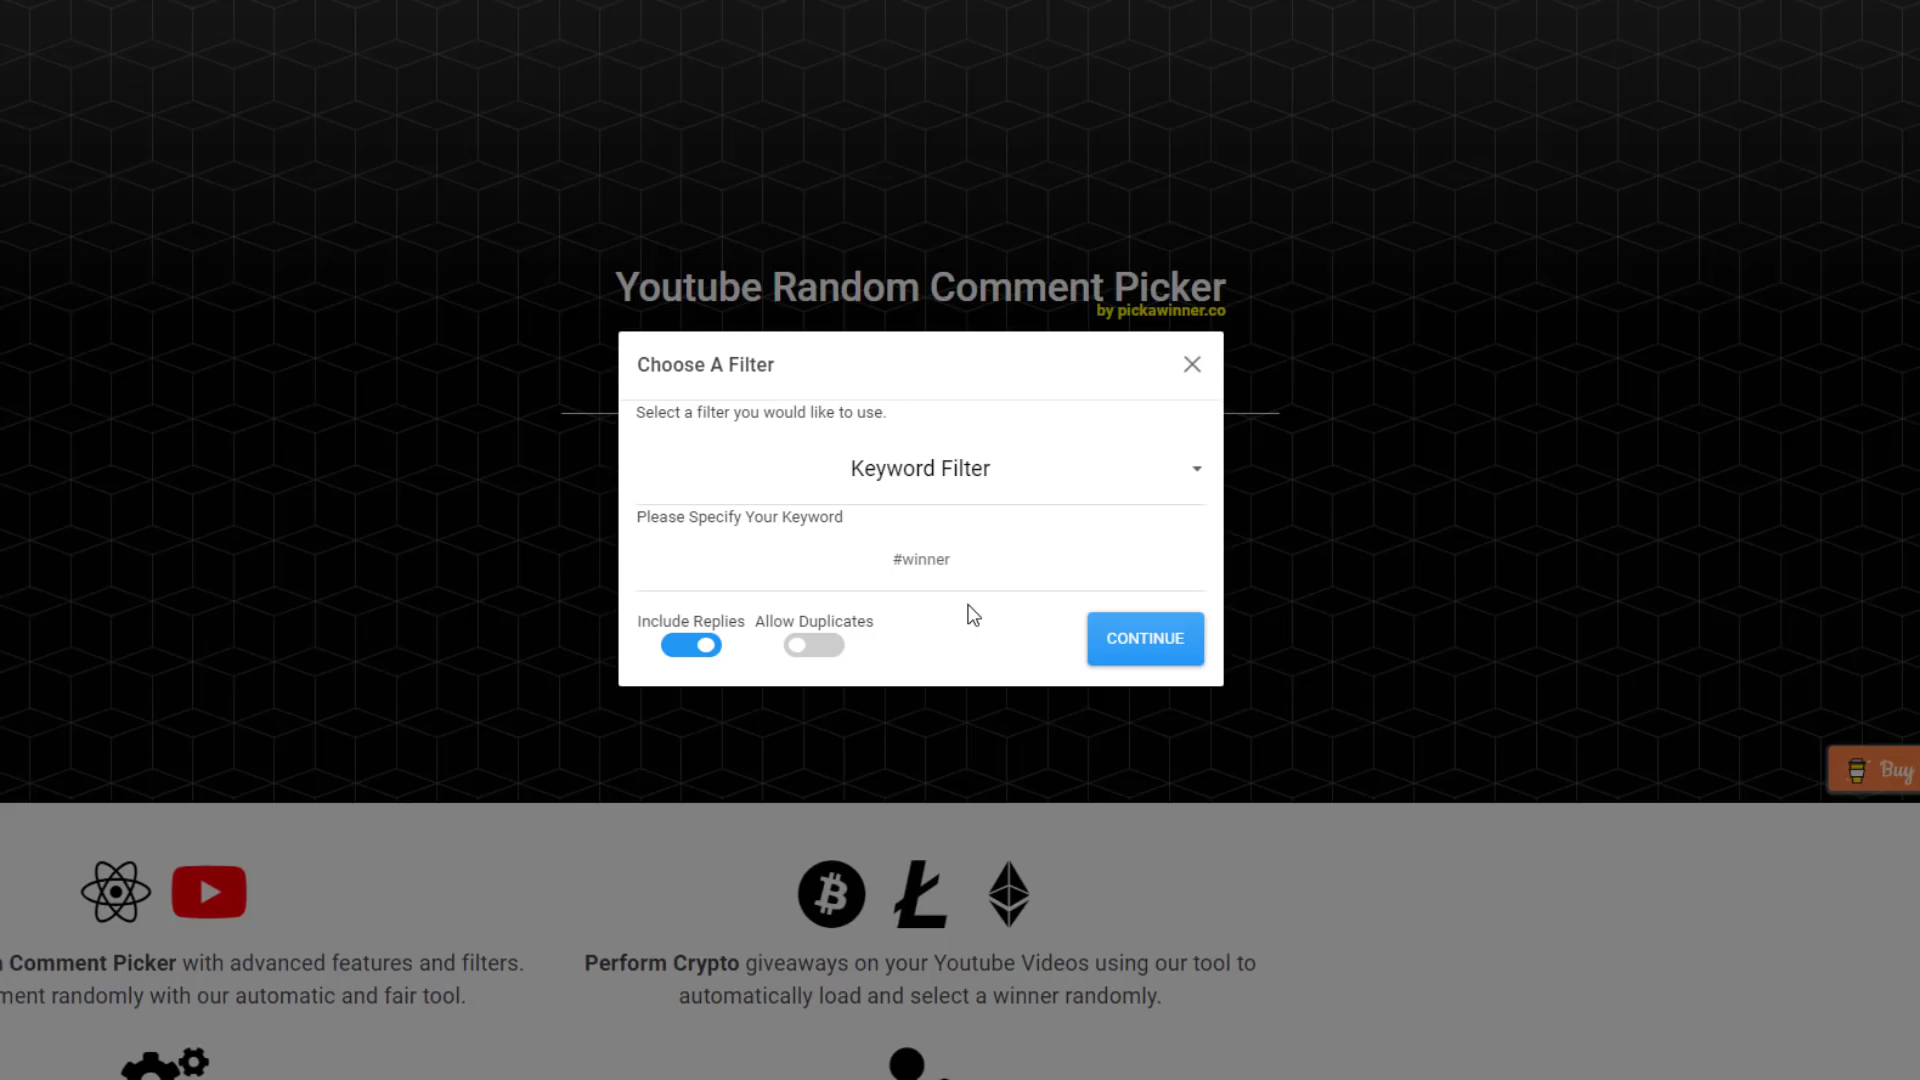 Youtube Random Comment Picker
by pickawinner.co
Choose A Filter
Select a filter you would like to use.
Keyword Filter
Please Specify Your Keyword
#winner
Include Replies Allow Duplicates
CONTINUE
Buy
Comment Picker with advanced features and filters.
ment randomly with our automatic and fair tool.
Perform Crypto giveaways on your Youtube Videos using our tool to
automatically load and select a winner randomly.